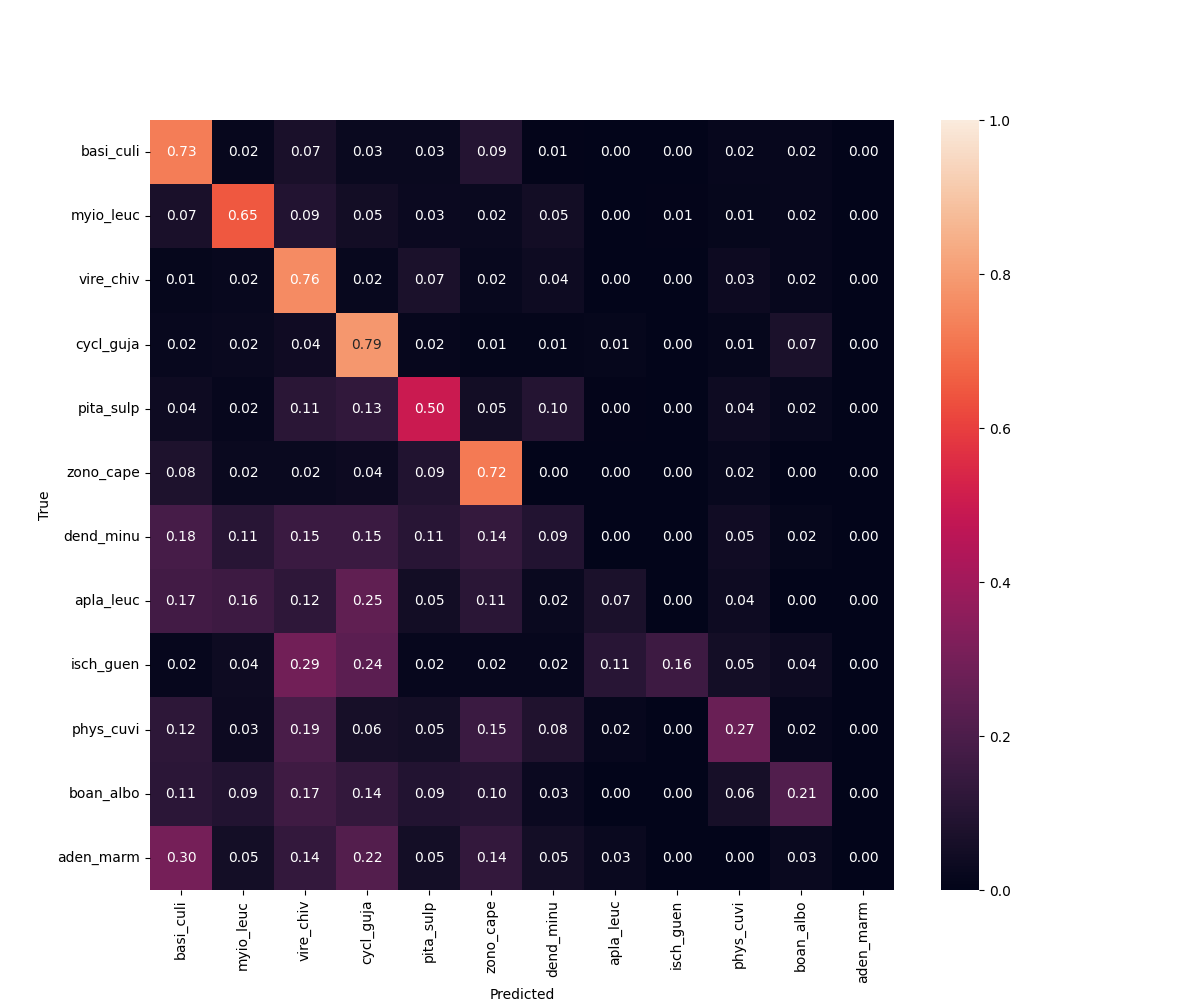 basi_culi 0.73 0.02 0.07 0.03 0.03 0.09 0.01 0.00 0.00 0.02 0.02 0.00
myio_leuc 0.07 0.65 0.09 0.05 0.03 0.02 0.05 0.00 0.01 0.01 0.02 0.00
vire_chiv 0.01 0.02 0.76 0.02 0.07 0.02 0.04 0.00 0.00 0.03 0.02 0.00
cycl_guja 0.02 0.02 0.04 0.79 0.02 0.01 0.01 0.01 0.00 0.01 0.07 0.00
pita_sulp 0.04 0.02 0.11 0.13 0.50 0.05 0.10 0.00 0.00 0.04 0.02 0.00
zono_cape 0.08 0.02 0.02 0.04 0.09 0.72 0.00 0.00 0.00 0.02 0.00 0.00
dend_minu 0.18 0.11 0.15 0.15 0.11 0.14 0.09 0.00 0.00 0.05 0.02 0.00
apla_leuc 0.17 0.16 0.12 0.25 0.05 0.11 0.02 0.07 0.00 0.04 0.00 0.00
isch_guen 0.02 0.04 0.29 0.24 0.02 0.02 0.02 0.11 0.16 0.05 0.04 0.00
phys_cuvi 0.12 0.03 0.19 0.06 0.05 0.15 0.08 0.02 0.00 0.27 0.02 0.00
boan_albo 0.11 0.09 0.17 0.14 0.09 0.10 0.03 0.00 0.00 0.06 0.21 0.00
aden_marm 0.30 0.05 0.14 0.22 0.05 0.14 0.05 0.03 0.00 0.00 0.03 0.00
basi_culi myio_leuc vire_chiv cycl_guja pita_sulp zono_cape dend_minu apla_leuc isch_guen phys_cuvi boan_albo aden_marm
Predicted
True
1.0
0.8
0.6
0.4
0.2
0.0